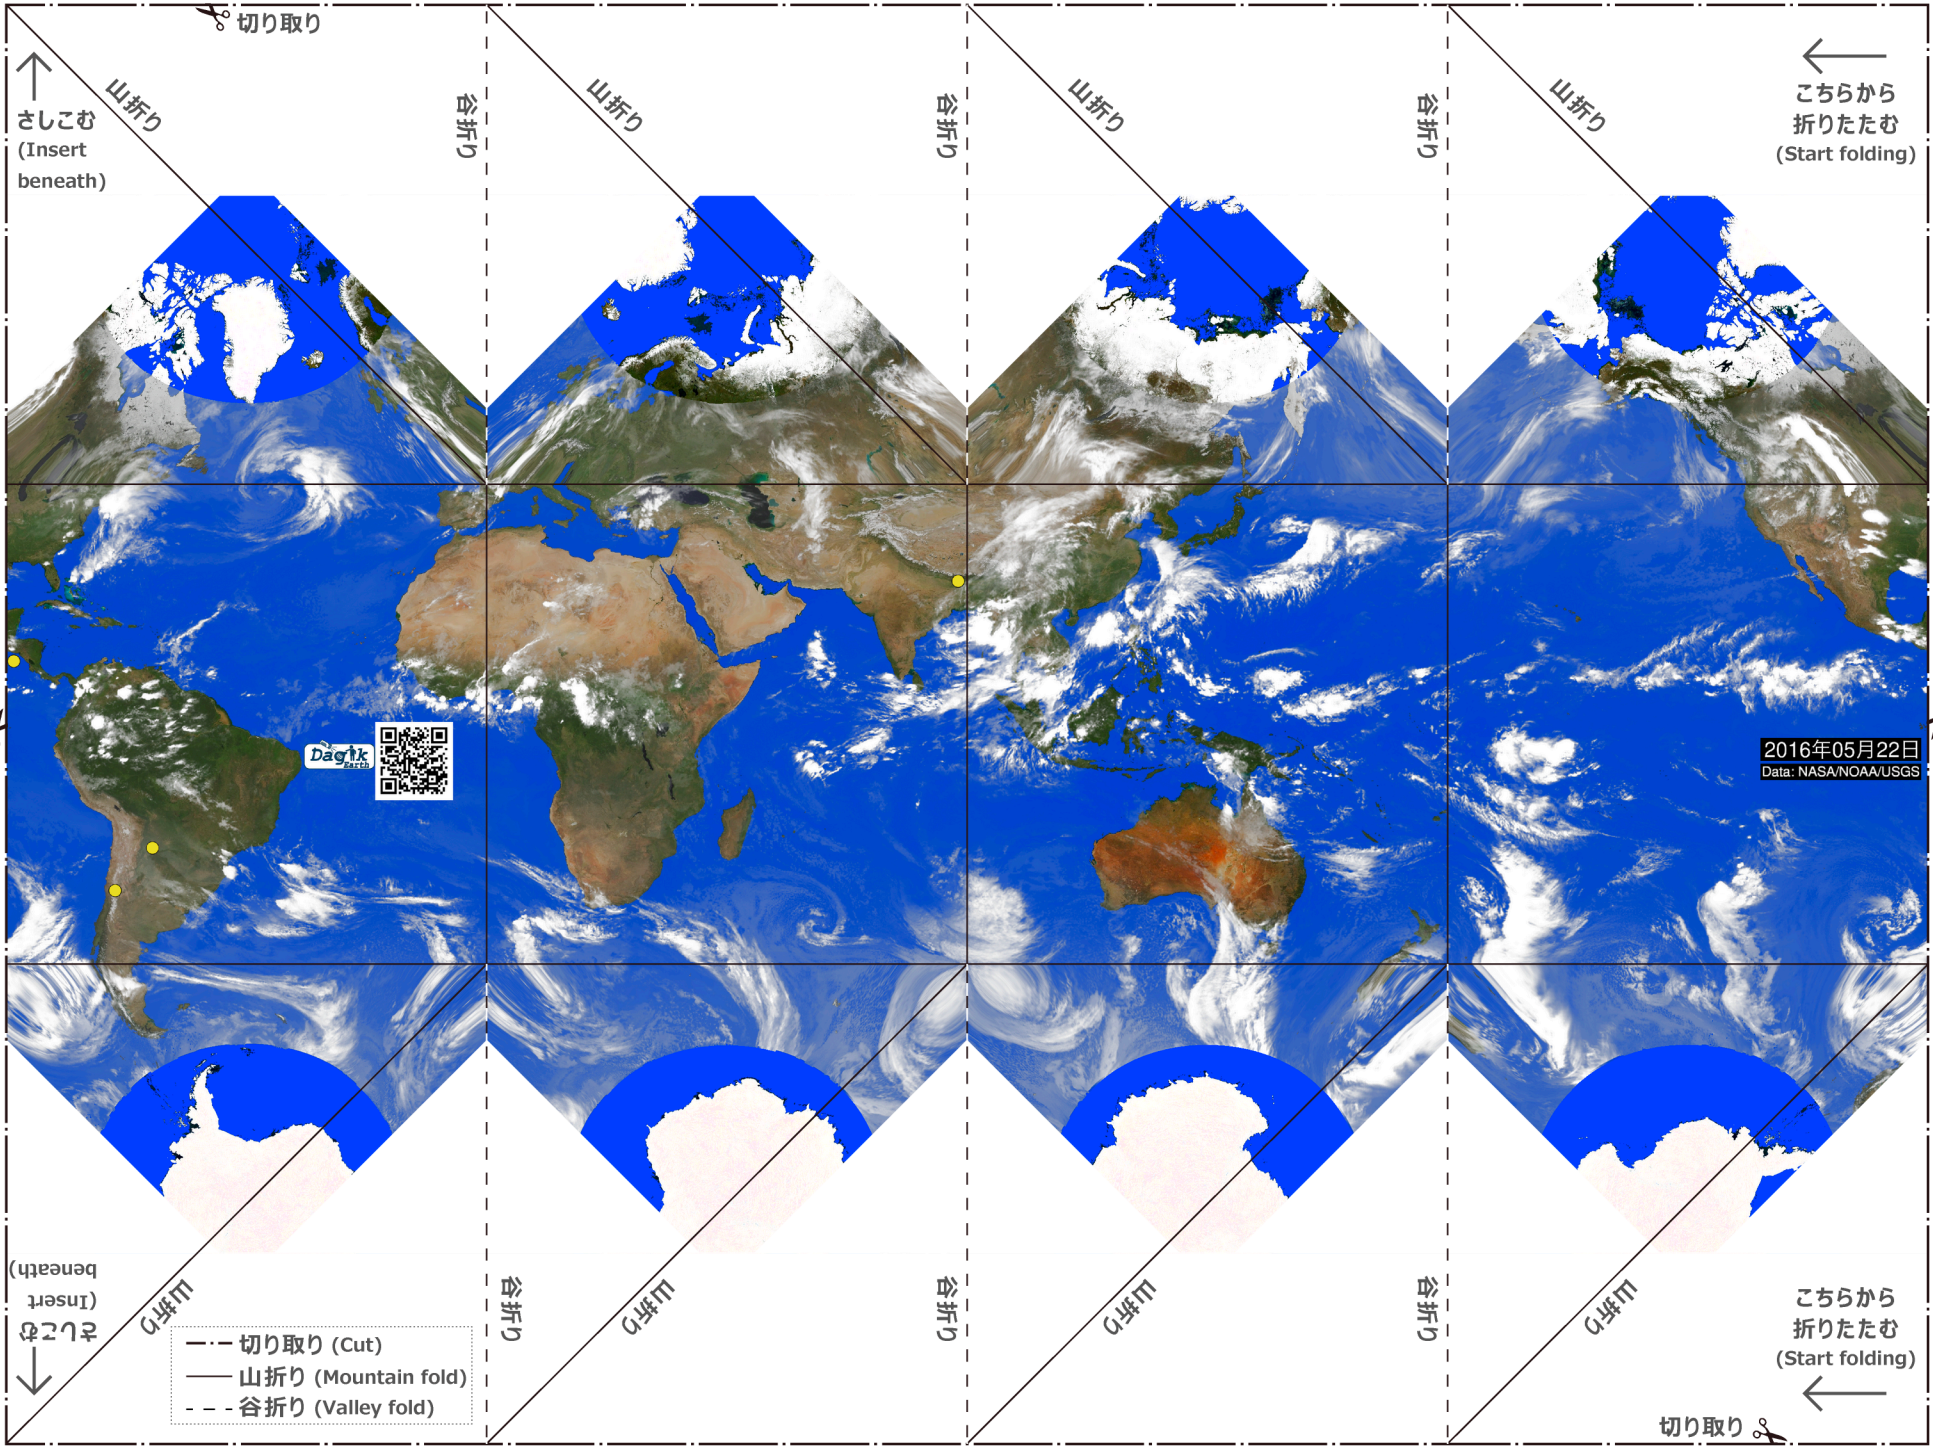 切り取り
山折り
谷折り
山折り
谷折り
山折り
谷折り
山折り
さしこむ
(Insert
beneath)
こちらから
折りたたむ
(Start folding)
Dagik
Earth
2016年05月22日
Data: NASA/NOAA/USGS
さしこむ
(Insert
beneath)
山折り
谷折り
山折り
谷折り
山折り
谷折り
山折り
こちらから
折りたたむ
(Start folding)
切り取り (Cut)
山折り (Mountain fold)
谷折り (Valley fold)
切り取り